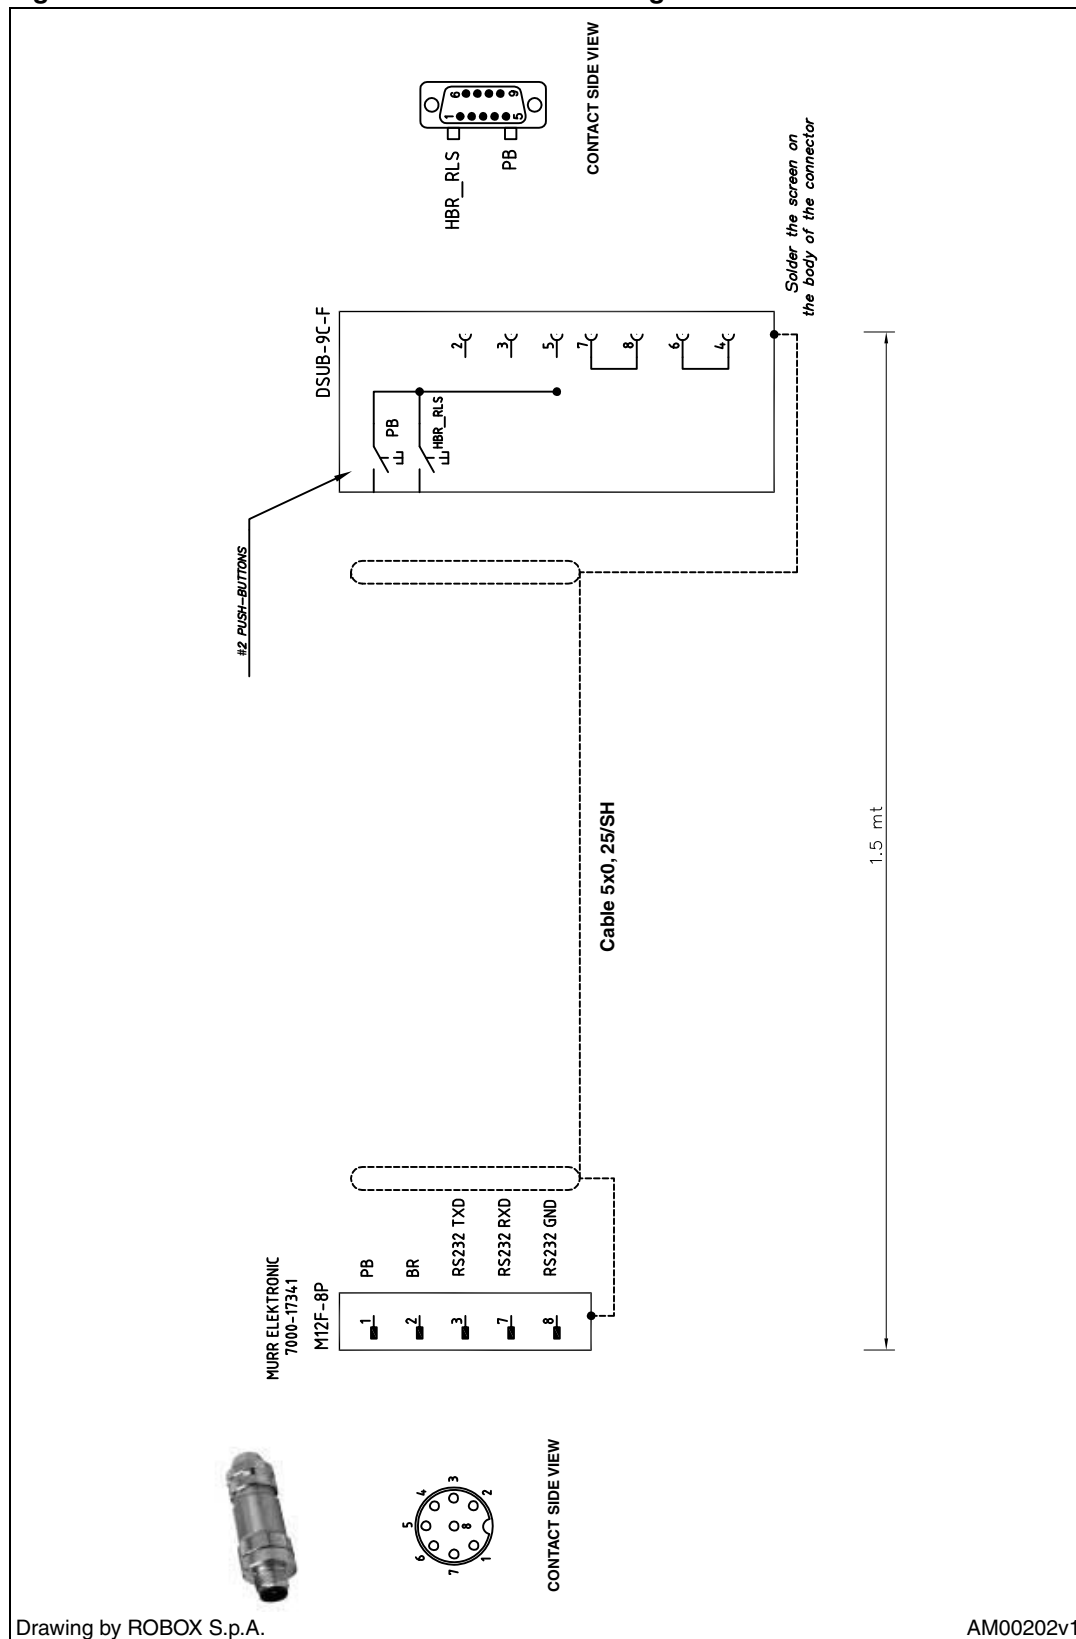 CONTACT SIDE VIEW
6
9
1
5
HBR_RLS
PB
Solder the screen on
the body of the connector
DSUB-9C-F
2
3
5
7
8
6
4
PB
HBR_RLS
#2 PUSH-BUTTONS
Cable 5x0, 25/SH
1.5 mt
MURR ELEKTRONIC
7000-17341
M12F-8P
PB
BR
RS232 TXD
RS232 RXD
RS232 GND
1
2
3
7
8
5
4
3
6
8
2
7
1
CONTACT SIDE VIEW
Drawing by ROBOX S.p.A.
AM00202v1